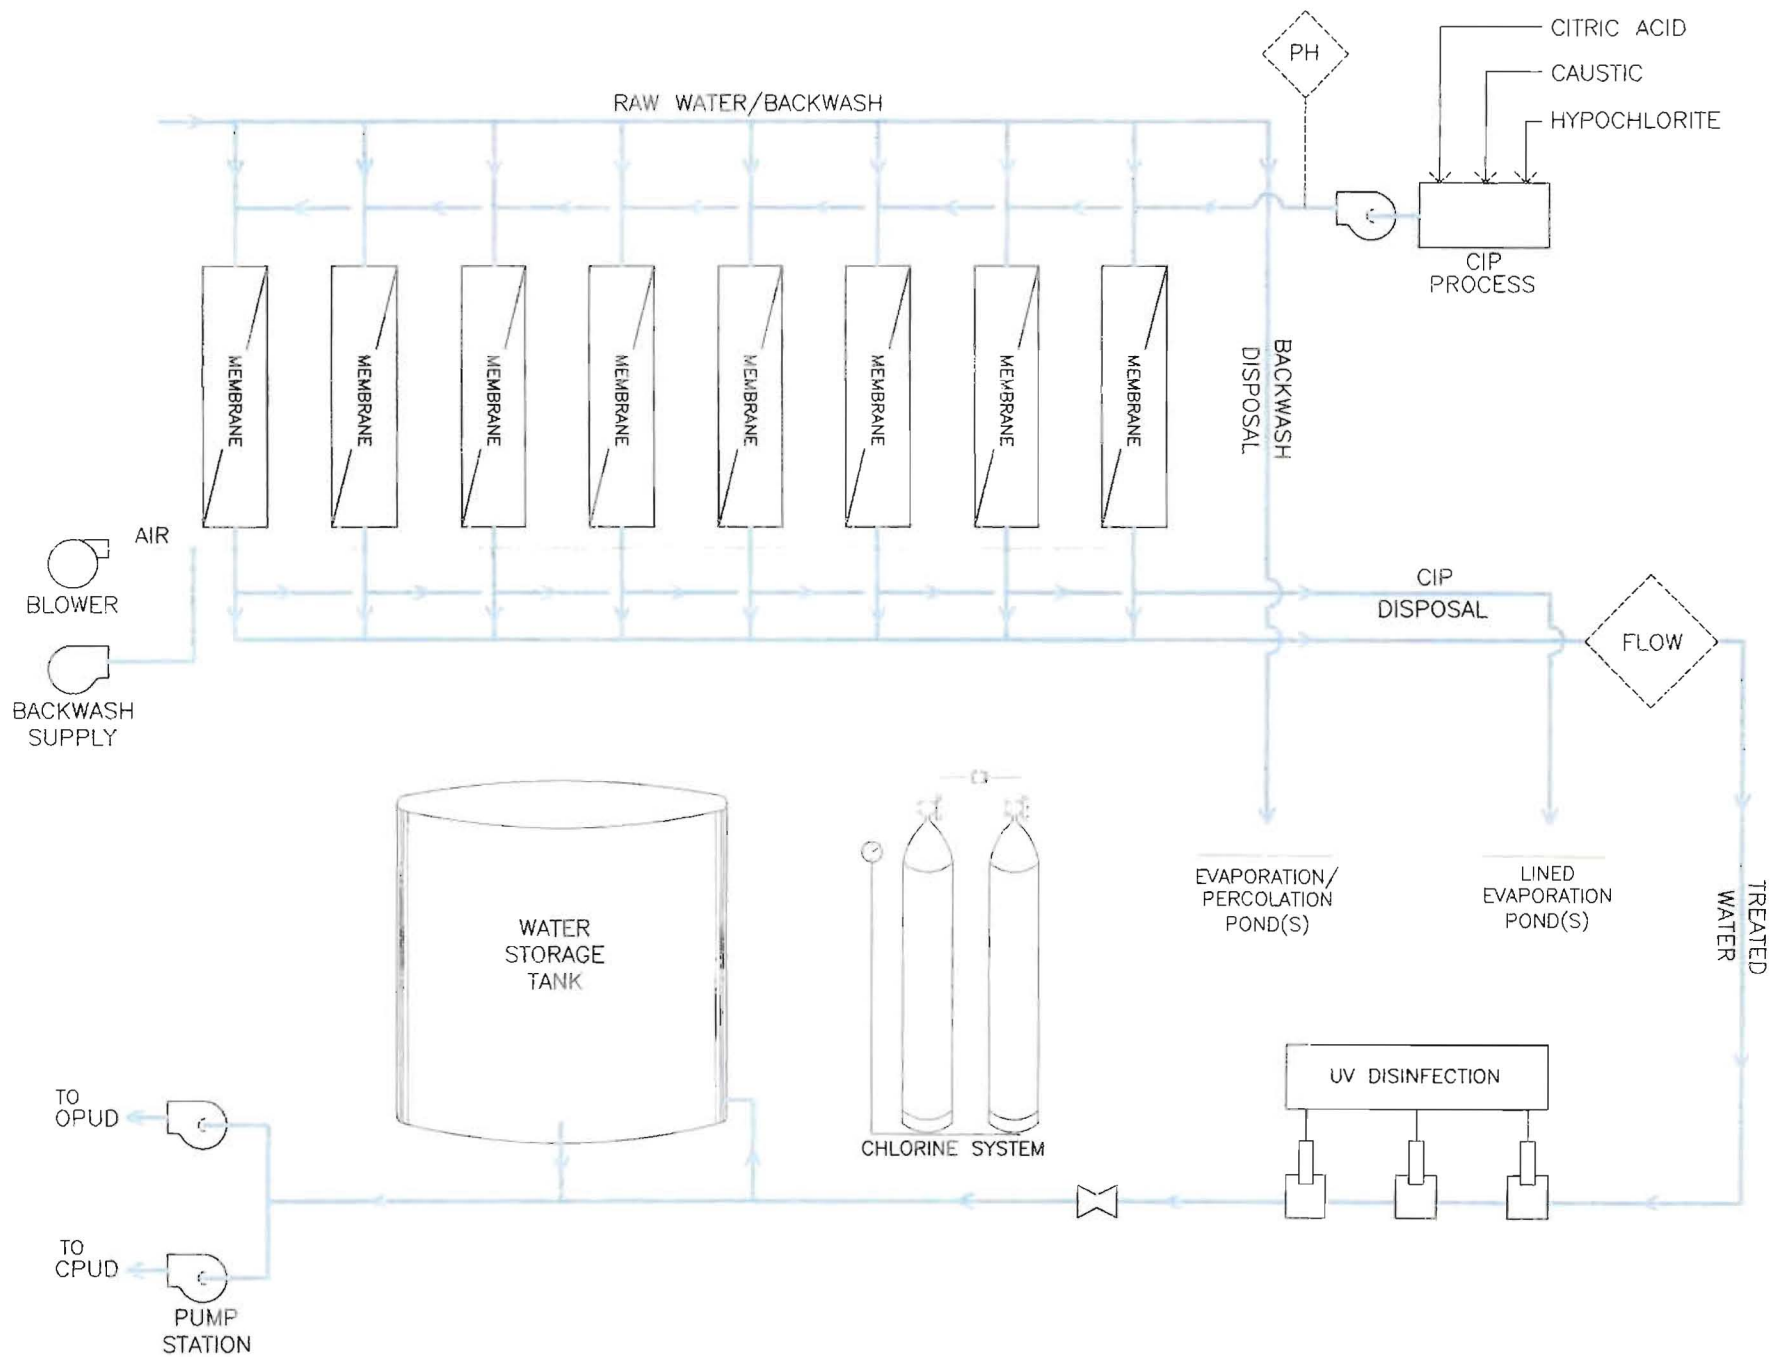 CITRIC ACID
PH
CAUSTIC
RAW WATER/BACKWASH
HYPOCHLORITE
CIP
PROCESS
MEMBRANE
MEMBRANE
MEMBRANE
MEMBRANE
MEMBRANE
MEMBRANE
MEMBRANE
MEMBRANE
BACKWASH
DISPOSAL
AIR
BLOWER
CIP
DISPOSAL
FLOW
BACKWASH
SUPPLY
EVAPORATION/
PERCOLATION
POND(S)
LINED
EVAPORATION
POND(S)
TREATED
WATER
WATER
STORAGE
TANK
UV DISINFECTION
TO
OPUD
CHLORINE SYSTEM
TO
CPUD
PUMP
STATION